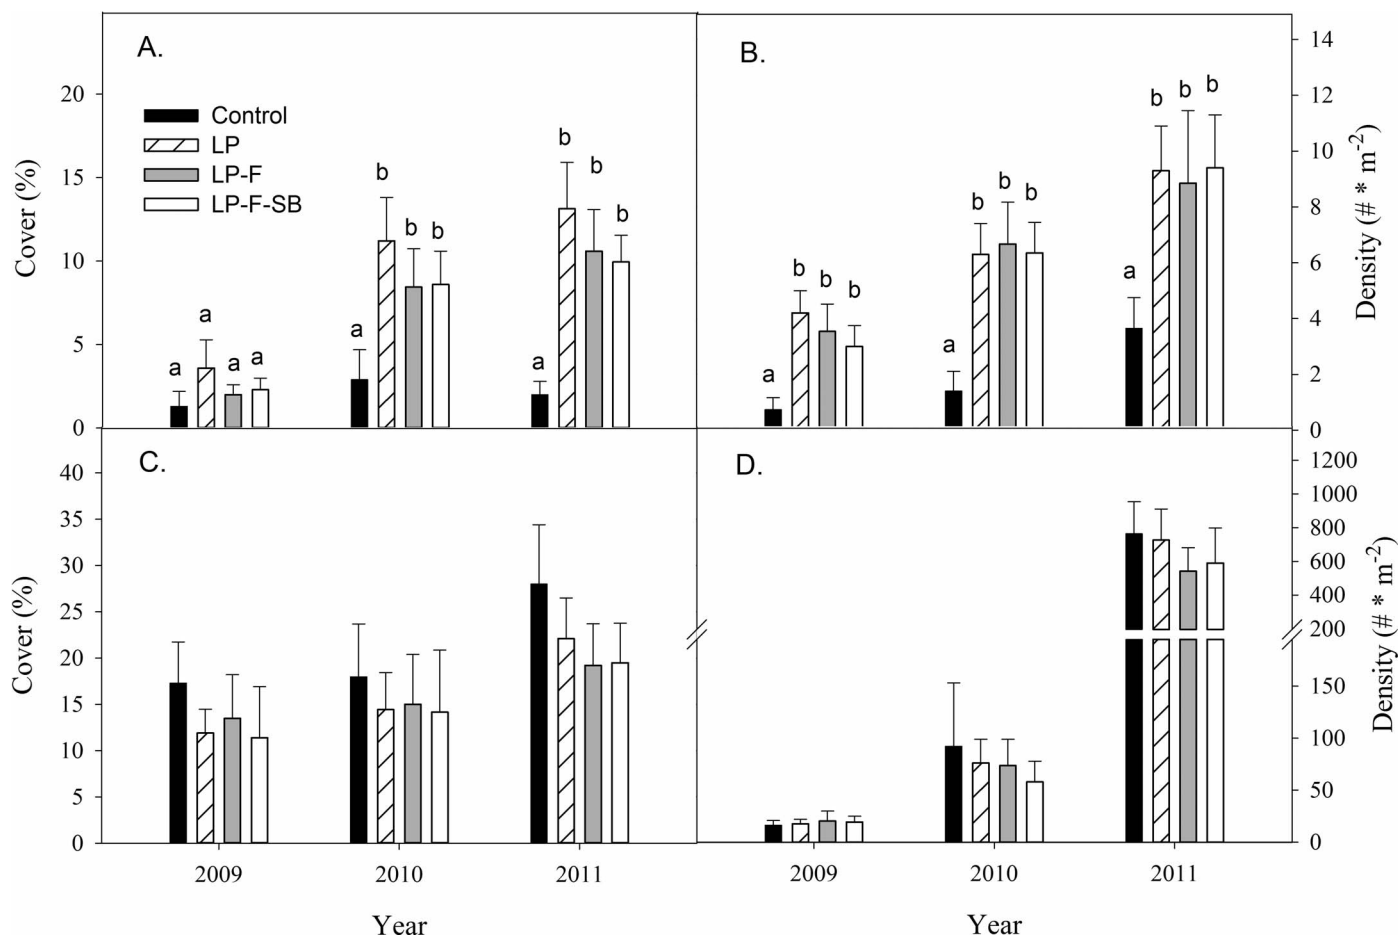 A.
Control
LP
LP-F
LP-F-SB
Cover (%)
20
15
10
5
0
a
a
a
a
a
b
b
b
a
b
b
b
B.
Density (# * m-2)
14
12
10
8
6
4
2
0
a
b
b
b
a
b
b
b
a
b
b
b
C.
Cover (%)
40
35
30
25
20
15
10
5
0
2009
2010
2011
Year
D.
Density (# * m-2)
1200
1000
800
600
400
200
150
100
50
0
2009
2010
2011
Year